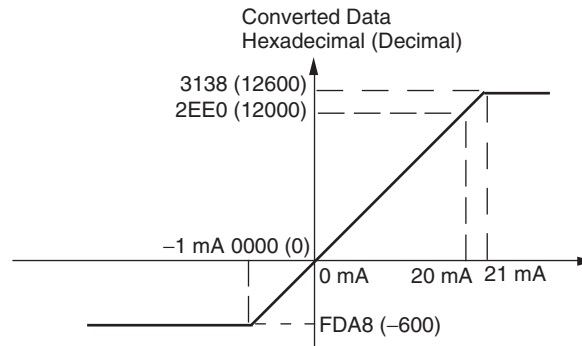 Converted Data
Hexadecimal (Decimal)
3138 (12600)
2EE0 (12000)
−1 mA 0000 (0)
0 mA
20 mA
21 mA
FDA8 (−600)